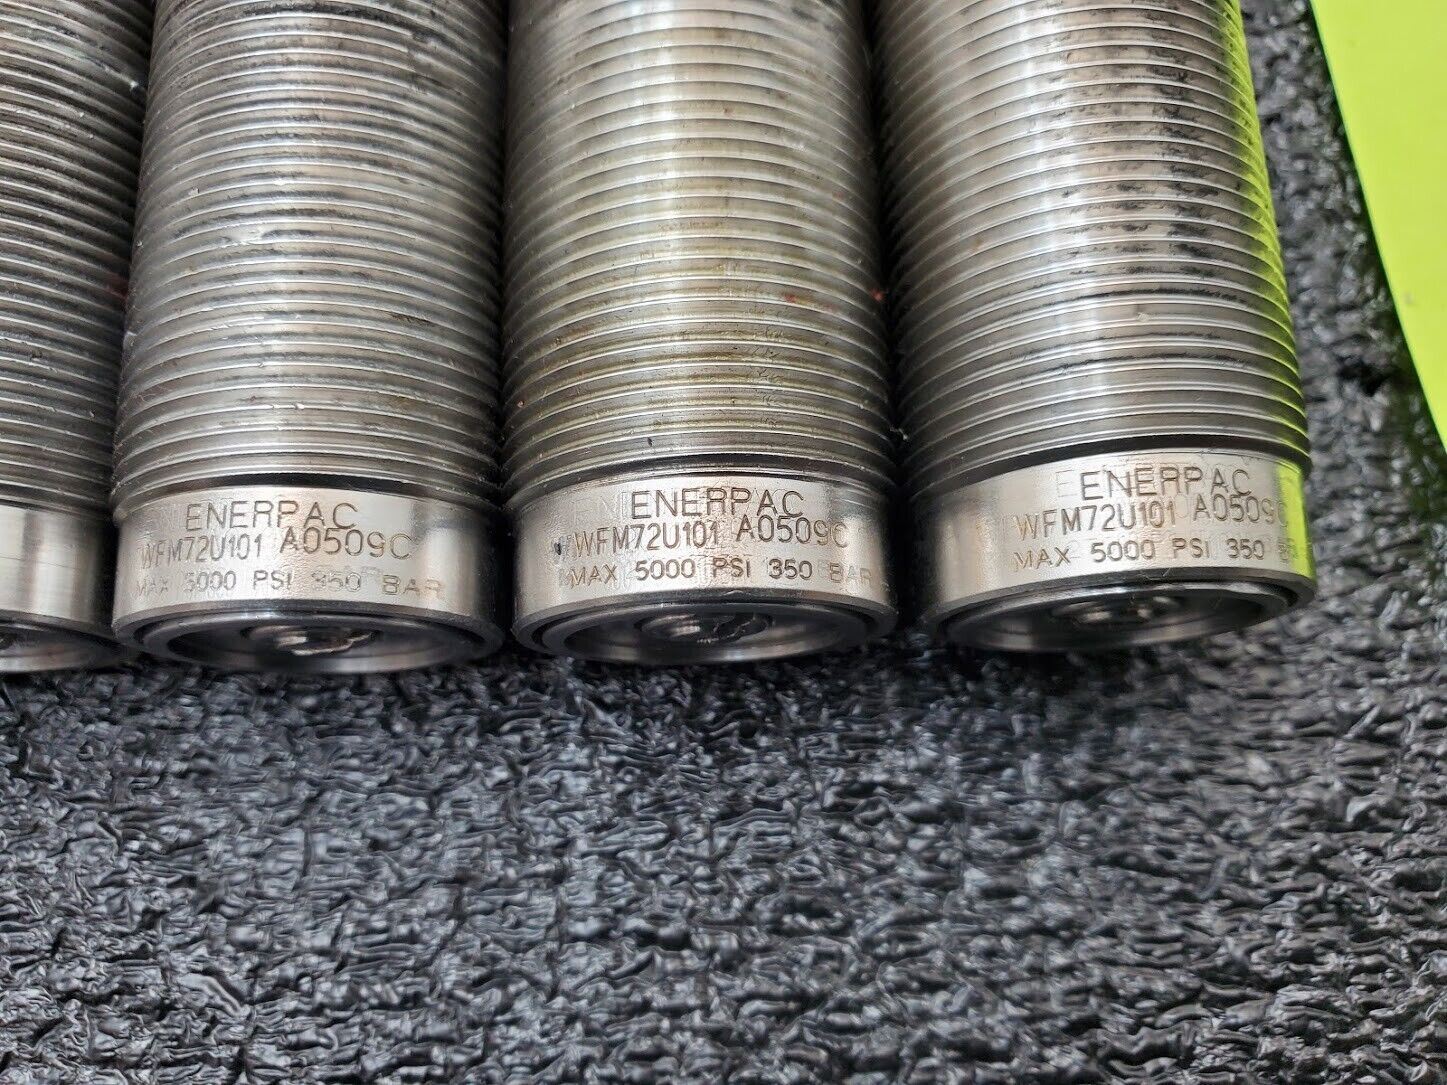 ENERPAC
WFM72U101 A0509C
MAX 5000 PSI 350 BAR
ENERPAC
WFM72U101 A0509C
MAX 5000 PSI 350 BAR
ENERPAC
WFM72U101 A0509C
MAX 5000 PSI 350